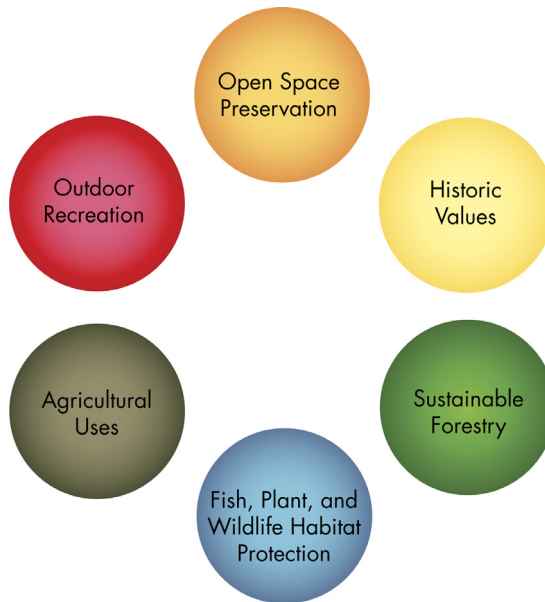 Open Space
Preservation
Outdoor
Recreation
Historic
Values
Agricultural
Uses
Sustainable
Forestry
Fish, Plant, and
Wildlife Habitat
Protection